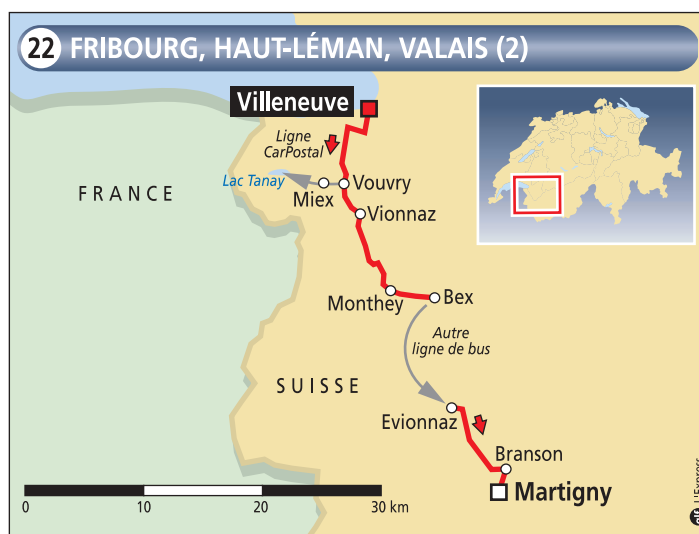 22 FRIBOURG, HAUT-LÉMAN, VALAIS (2)
Villeneuve
Ligne
CarPostal
Lac Tanay
Miex
Vouvry
Vionnaz
FRANCE
Monthey
Bex
Autre
ligne de bus
SUISSE
Evionnaz
Branson
Martigny
0 10 20 30 km
L'Express